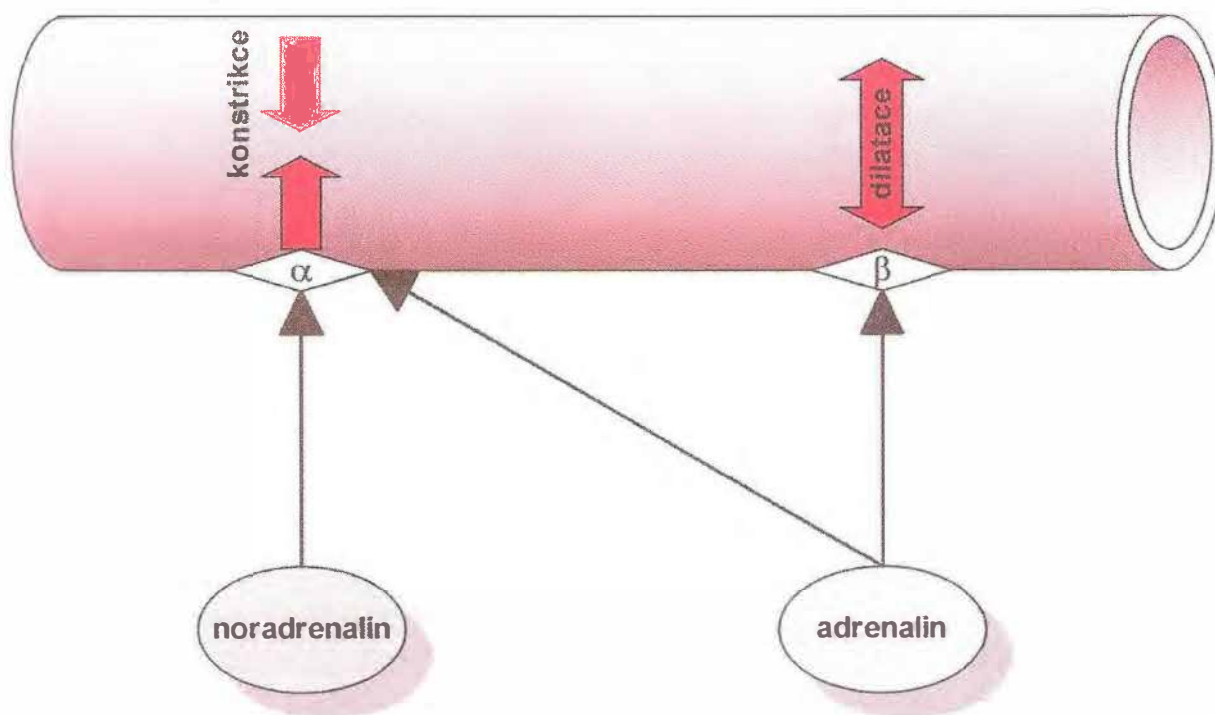 konstrikce
dilatace
α
β
noradrenalin
adrenalin